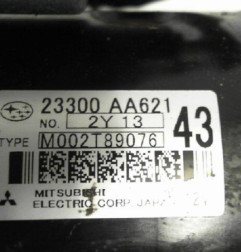 23300 AA621
NO. 2Y 13
TYPE M002T89076 43
MITSUBISHI
ELECTRIC CORP. JAPAN